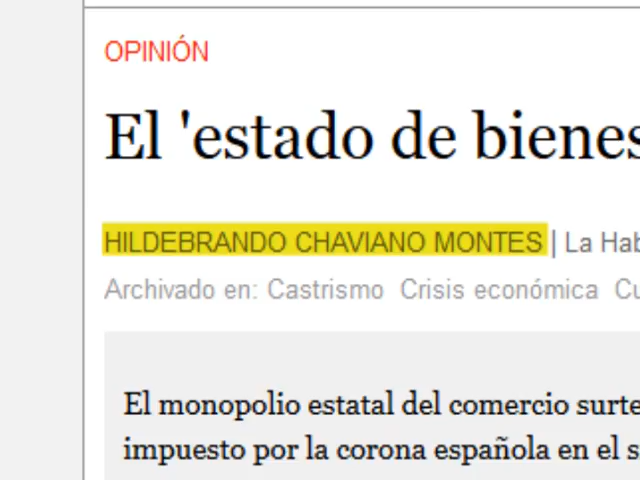 OPINIÓN
El 'estado de bienes
HILDEBRANDO CHAVIANO MONTES | La Hab
Archivado en: Castrismo Crisis económica Cu
El monopolio estatal del comercio surte
impuesto por la corona española en el s